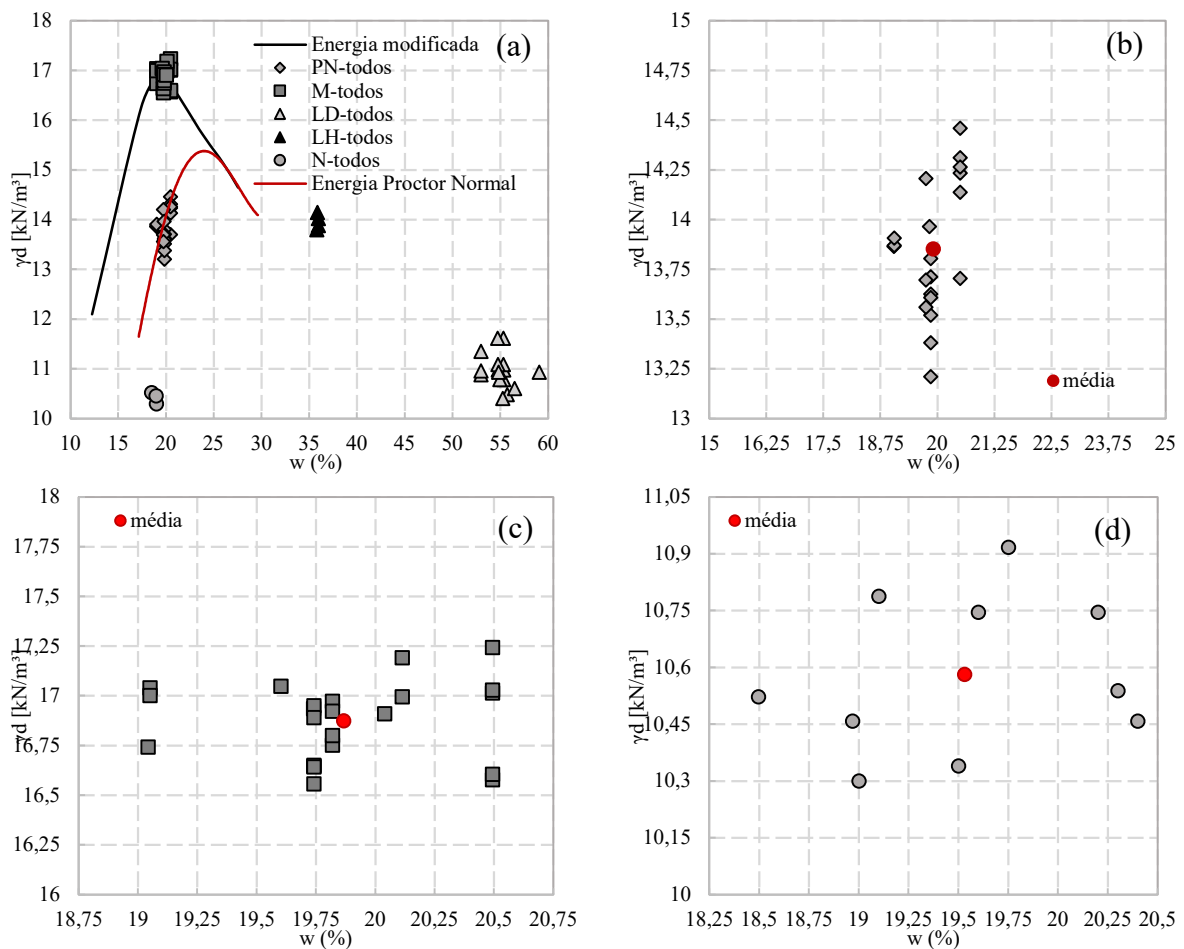 (a)
γd [kN/m³]
18
17
16
15
14
13
12
11
10
Energia modificada
PN-todos
M-todos
LD-todos
LH-todos
N-todos
Energia Proctor Normal
10 15 20 25 30 35 40 45 50 55 60
w (%)
(b)
γd [kN/m³]
15
14,75
14,5
14,25
14
13,75
13,5
13,25
13
média
15 16,25 17,5 18,75 20 21,25 22,5 23,75 25
w (%)
(c)
γd [kN/m³]
média
18
17,75
17,5
17,25
17
16,75
16,5
16,25
16
18,75 19 19,25 19,5 19,75 20 20,25 20,5 20,75
w (%)
(d)
γd [kN/m³]
média
11,05
10,9
10,75
10,6
10,45
10,3
10,15
10
18,25 18,5 18,75 19 19,25 19,5 19,75 20 20,25 20,5
w (%)